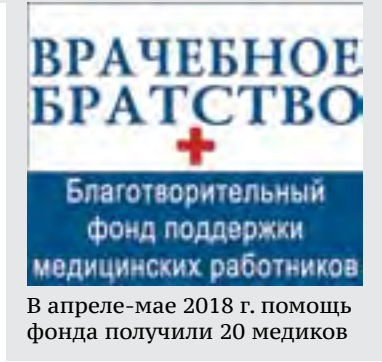 ВРАЧЕБНОЕ
БРАТСТВО
Благотворительный
фонд поддержки
медицинских работников
В апреле-мае 2018 г. помощь
фонда получили 20 медиков